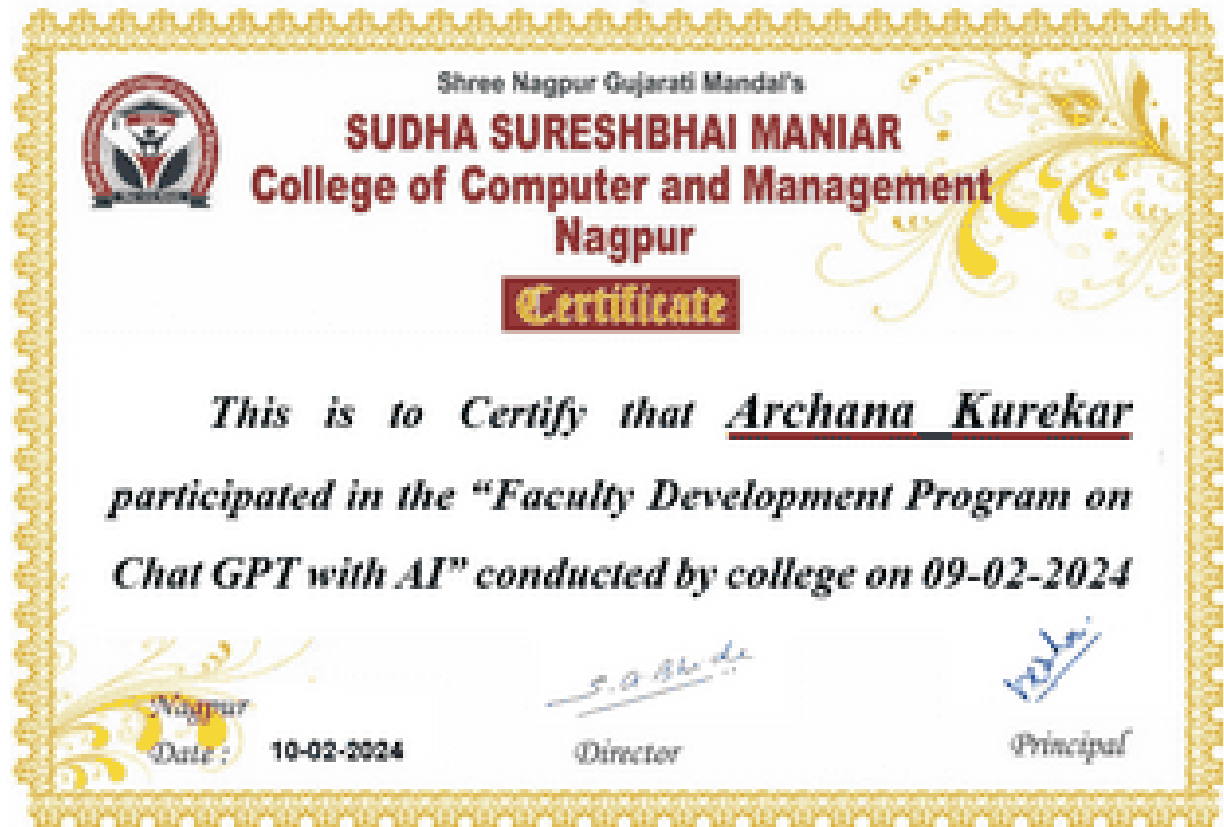 Shree Nagpur Gujarati Mandal's
SUDHA SURESHBHAI MANIAR
College of Computer and Management
Nagpur
Certificate
This is to Certify that Archana Kurekar
participated in the “Faculty Development Program on
Chat GPT with AI” conducted by college on 09-02-2024
Nagpur
Date : 10-02-2024
Director
Principal